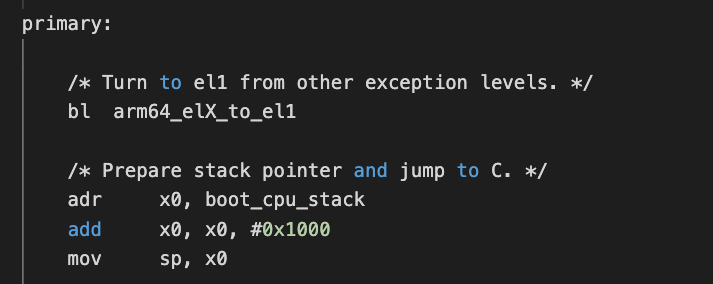 primary:
/* Turn to el1 from other exception levels. */
bl  arm64_elX_to_el1
/* Prepare stack pointer and jump to C. */
adr     x0, boot_cpu_stack
add     x0, x0, #0x1000
mov     sp, x0